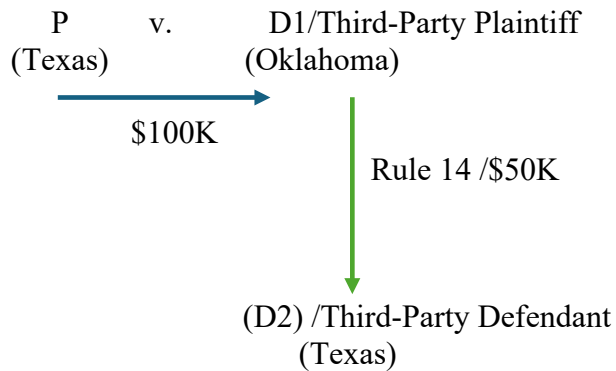 P v. D1/Third-Party Plaintiff
(Texas) (Oklahoma)
$100K
Rule 14 /$50K
(D2) /Third-Party Defendant
(Texas)